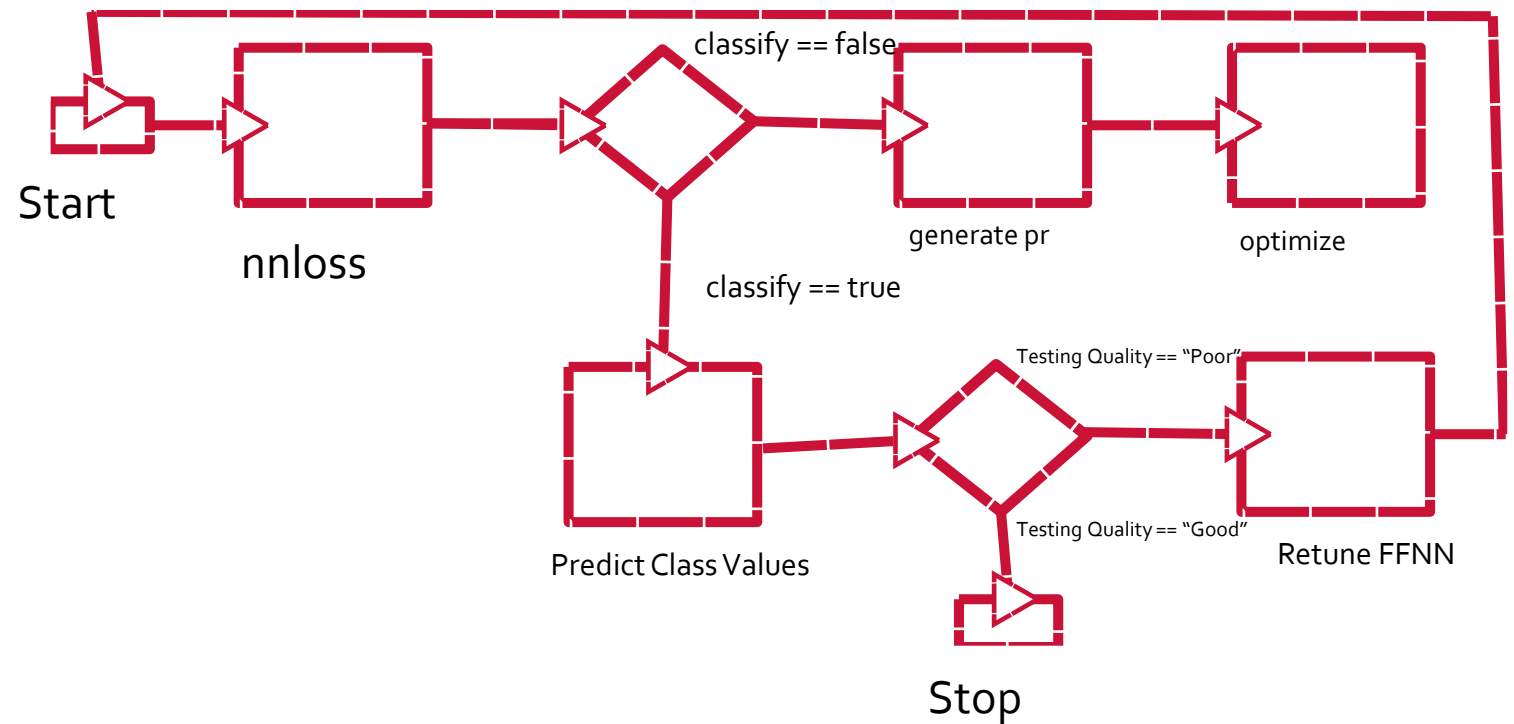 classify == false
Start
nnloss
generate pr
optimize
classify == true
Testing Quality == “Poor”
Predict Class Values
Testing Quality == “Good”
Retune FFNN
Stop